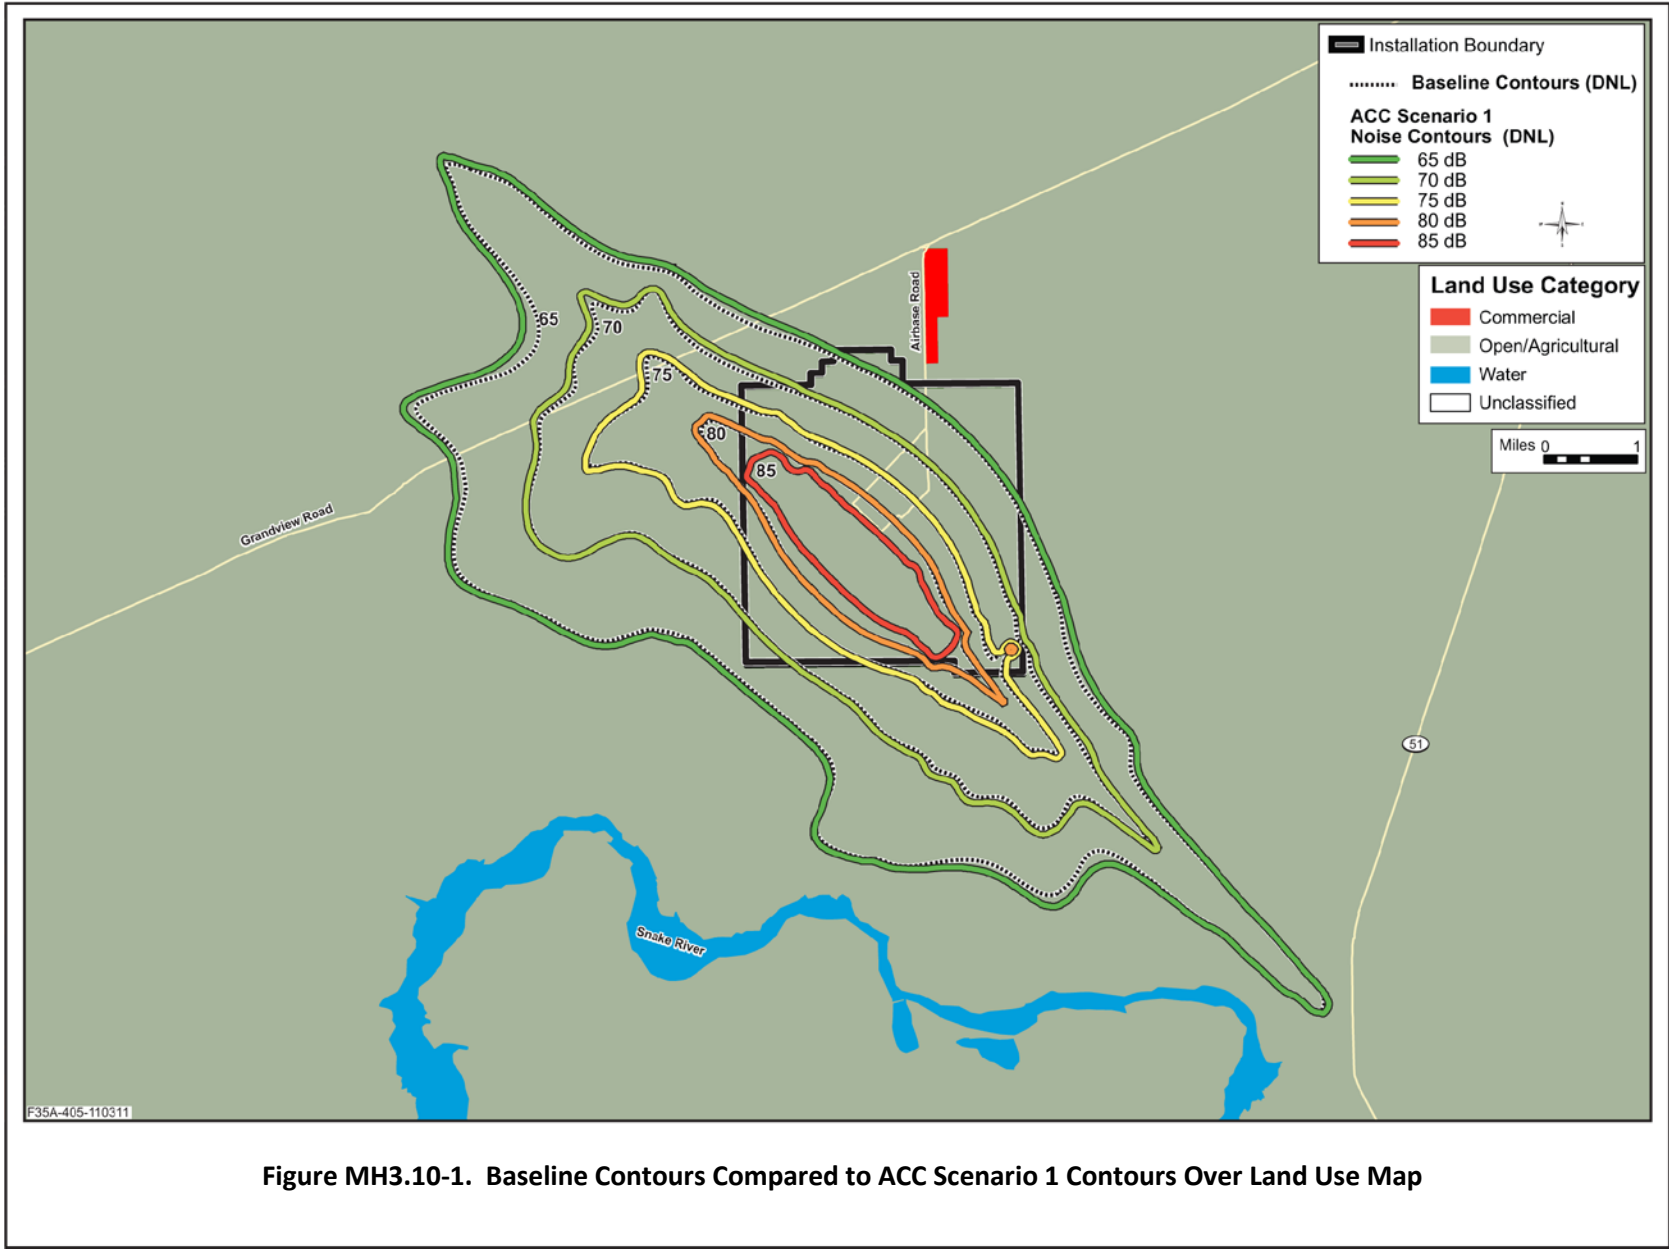 Installation Boundary
Baseline Contours (DNL)
ACC Scenario 1
Noise Contours (DNL)
65 dB
70 dB
75 dB
80 dB
85 dB
Land Use Category
Commercial
Open/Agricultural
Water
Unclassified
Miles 0 1
Airbase Road
65
70
75
80
85
Grandview Road
51
Snake River
F35A-405-110311
Figure MH3.10-1. Baseline Contours Compared to ACC Scenario 1 Contours Over Land Use Map